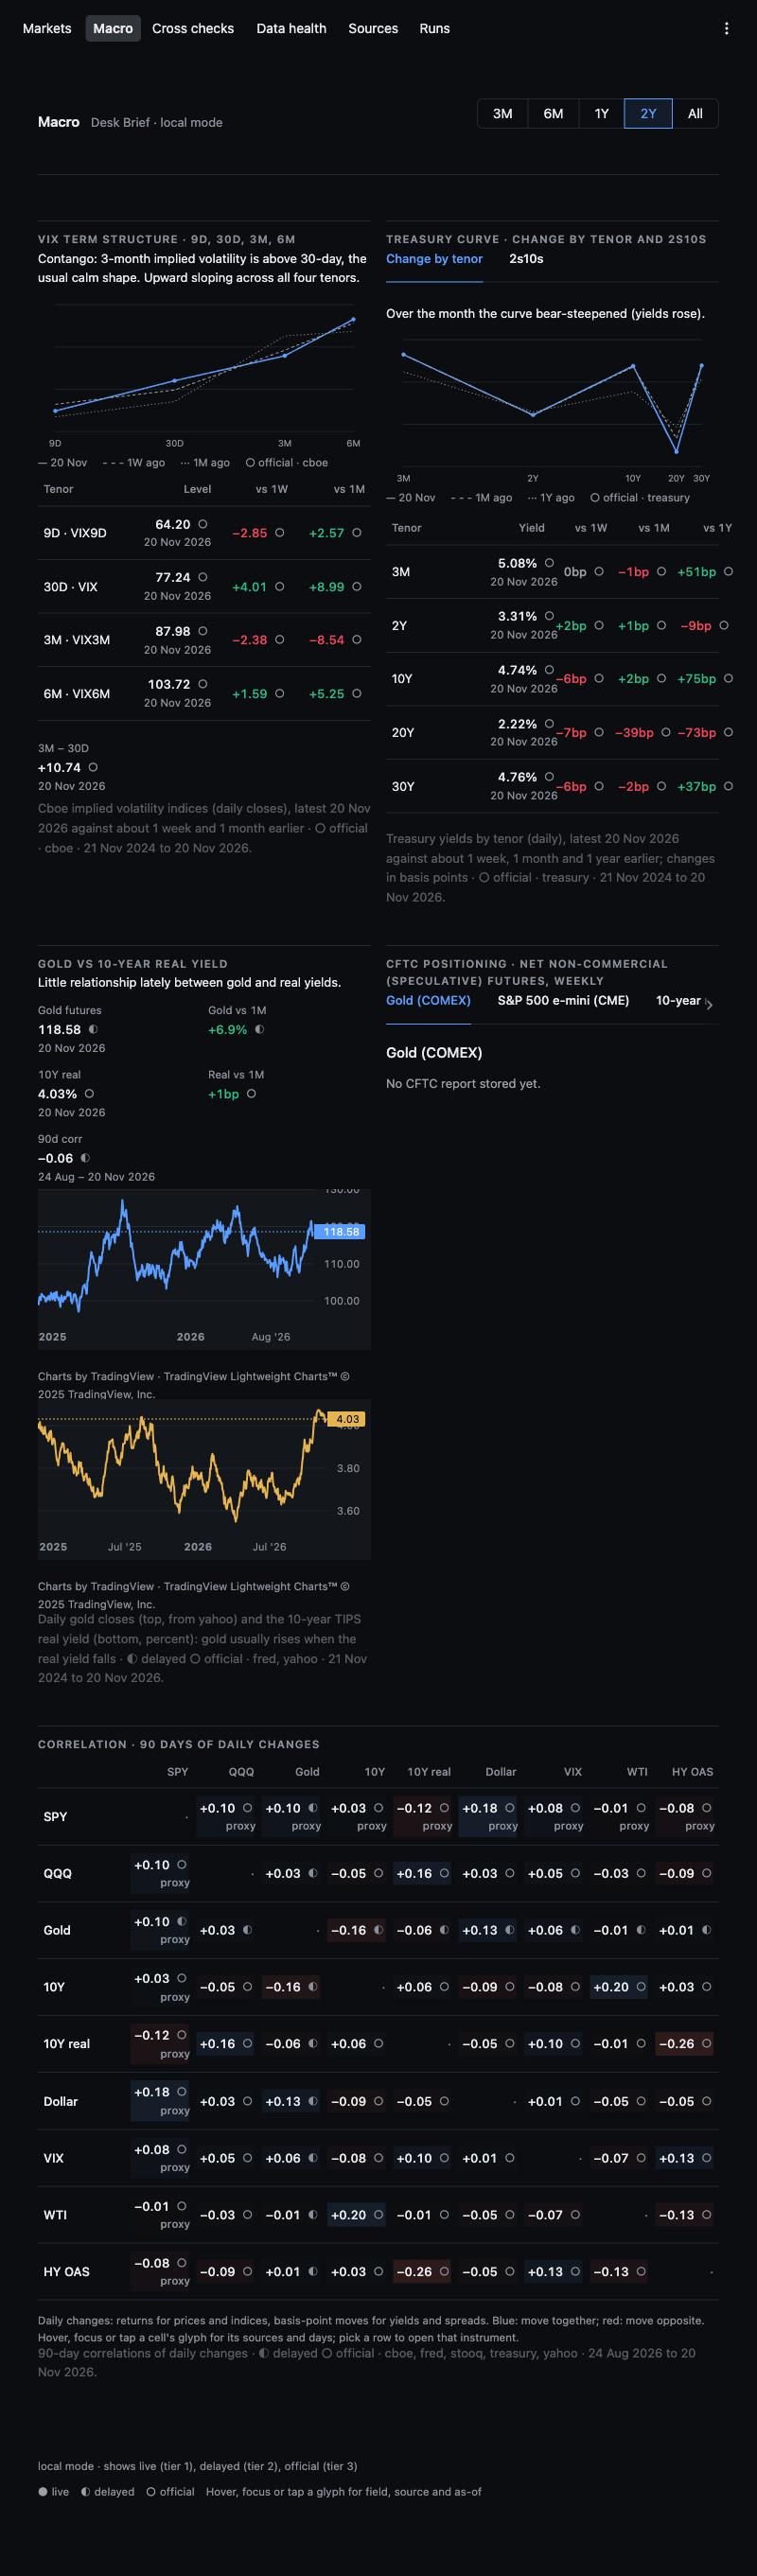 Markets Macro Cross checks Data health Sources Runs
Macro Desk Brief · local mode
3M 6M 1Y 2Y All
VIX TERM STRUCTURE · 9D, 30D, 3M, 6M
Contango: 3-month implied volatility is above 30-day, the
usual calm shape. Upward sloping across all four tenors.
9D 30D 3M 6M
— 20 Nov - - - 1W ago ··· 1M ago ○ official · cboe
Tenor Level vs 1W vs 1M
9D · VIX9D 64.20 ○ −2.85 ○ +2.57 ○
20 Nov 2026
30D · VIX 77.24 ○ +4.01 ○ +8.99 ○
20 Nov 2026
3M · VIX3M 87.98 ○ −2.38 ○ −8.54 ○
20 Nov 2026
6M · VIX6M 103.72 ○ +1.59 ○ +5.25 ○
20 Nov 2026
3M − 30D
+10.74 ○
20 Nov 2026
Cboe implied volatility indices (daily closes), latest 20 Nov
2026 against about 1 week and 1 month earlier · ○ official
· cboe · 21 Nov 2024 to 20 Nov 2026.
TREASURY CURVE · CHANGE BY TENOR AND 2S10S
Change by tenor 2s10s
Over the month the curve bear-steepened (yields rose).
3M 2Y 10Y 20Y 30Y
— 20 Nov - - - 1M ago ··· 1Y ago ○ official · treasury
Tenor Yield vs 1W vs 1M vs 1Y
3M 5.08% ○ 0bp ○ −1bp ○ +51bp ○
20 Nov 2026
2Y 3.31% ○ +2bp ○ +1bp ○ −9bp ○
20 Nov 2026
10Y 4.74% ○ −6bp ○ +2bp ○ +75bp ○
20 Nov 2026
20Y 2.22% ○ −7bp ○ −39bp ○ −73bp ○
20 Nov 2026
30Y 4.76% ○ −6bp ○ −2bp ○ +37bp ○
20 Nov 2026
Treasury yields by tenor (daily), latest 20 Nov 2026
against about 1 week, 1 month and 1 year earlier; changes
in basis points · ○ official · treasury · 21 Nov 2024 to 20
Nov 2026.
GOLD VS 10-YEAR REAL YIELD
Little relationship lately between gold and real yields.
Gold futures Gold vs 1M
118.58 ◐ +6.9% ◐
20 Nov 2026
10Y real Real vs 1M
4.03% ○ +1bp ○
20 Nov 2026
90d corr
−0.06 ◐
24 Aug – 20 Nov 2026
130.00
118.58
110.00
100.00
2025 2026 Aug '26
Charts by TradingView · TradingView Lightweight Charts™ ©
2025 TradingView, Inc.
4.03
3.80
3.60
2025 Jul '25 2026 Jul '26
Charts by TradingView · TradingView Lightweight Charts™ ©
2025 TradingView, Inc.
Daily gold closes (top, from yahoo) and the 10-year TIPS
real yield (bottom, percent): gold usually rises when the
real yield falls · ◐ delayed ○ official · fred, yahoo · 21 Nov
2024 to 20 Nov 2026.
CFTC POSITIONING · NET NON-COMMERCIAL
(SPECULATIVE) FUTURES, WEEKLY
Gold (COMEX) S&P 500 e-mini (CME) 10-year
Gold (COMEX)
No CFTC report stored yet.
CORRELATION · 90 DAYS OF DAILY CHANGES
SPY QQQ Gold 10Y 10Y real Dollar VIX WTI HY OAS
SPY · +0.10 ○ +0.10 ◐ +0.03 ○ −0.12 ○ +0.18 ○ +0.08 ○ −0.01 ○ −0.08 ○
proxy proxy proxy proxy proxy proxy proxy proxy
QQQ +0.10 ○ · +0.03 ◐ −0.05 ○ +0.16 ○ +0.03 ○ +0.05 ○ −0.03 ○ −0.09 ○
proxy
Gold +0.10 ◐ +0.03 ◐ · −0.16 ◐ −0.06 ◐ +0.13 ◐ +0.06 ◐ −0.01 ◐ +0.01 ◐
proxy
10Y +0.03 ○ −0.05 ○ −0.16 ◐ · +0.06 ○ −0.09 ○ −0.08 ○ +0.20 ○ +0.03 ○
proxy
10Y real −0.12 ○ +0.16 ○ −0.06 ◐ +0.06 ○ · −0.05 ○ +0.10 ○ −0.01 ○ −0.26 ○
proxy
Dollar +0.18 ○ +0.03 ○ +0.13 ◐ −0.09 ○ −0.05 ○ · +0.01 ○ −0.05 ○ −0.05 ○
proxy
VIX +0.08 ○ +0.05 ○ +0.06 ◐ −0.08 ○ +0.10 ○ +0.01 ○ · −0.07 ○ +0.13 ○
proxy
WTI −0.01 ○ −0.03 ○ −0.01 ◐ +0.20 ○ −0.01 ○ −0.05 ○ −0.07 ○ · −0.13 ○
proxy
HY OAS −0.08 ○ −0.09 ○ +0.01 ◐ +0.03 ○ −0.26 ○ −0.05 ○ +0.13 ○ −0.13 ○ ·
proxy
Daily changes: returns for prices and indices, basis-point moves for yields and spreads. Blue: move together; red: move opposite.
Hover, focus or tap a cell's glyph for its sources and days; pick a row to open that instrument.
90-day correlations of daily changes · ◐ delayed ○ official · cboe, fred, stooq, treasury, yahoo · 24 Aug 2026 to 20
Nov 2026.
local mode · shows live (tier 1), delayed (tier 2), official (tier 3)
● live ◐ delayed ○ official Hover, focus or tap a glyph for field, source and as-of